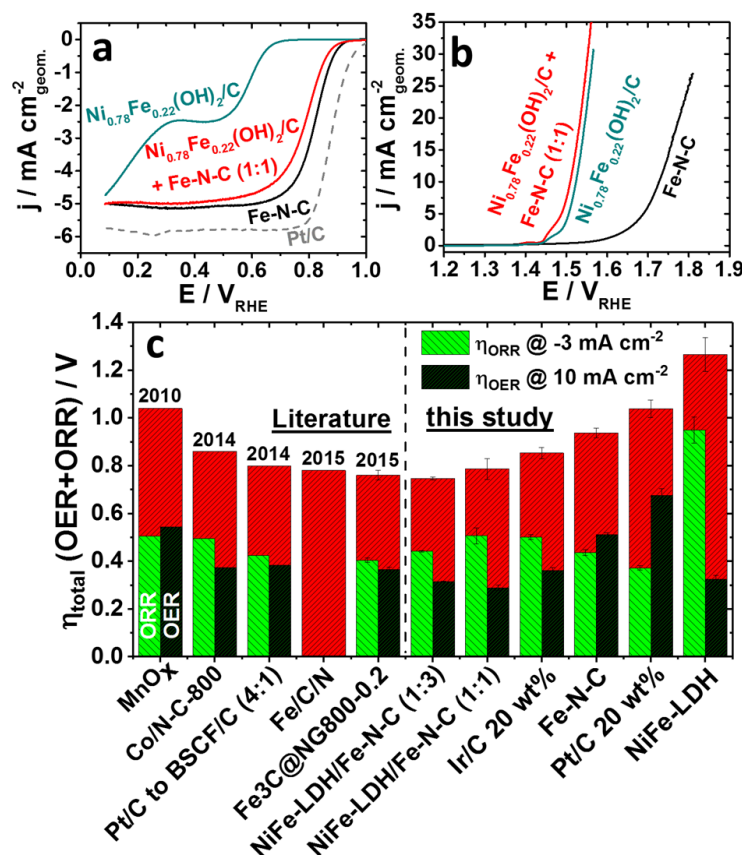 a
0
-1
-2
-3
-4
-5
-6
j / mA cm⁻²geom.
Ni₀.₇₈Fe₀.₂₂(OH)₂/C
Ni₀.₇₈Fe₀.₂₂(OH)₂/C
+ Fe-N-C (1:1)
Fe-N-C
Pt/C
0.0 0.2 0.4 0.6 0.8 1.0
E / V_RHE
b
35
30
25
20
15
10
5
0
j / mA cm⁻²geom.
Ni₀.₇₈Fe₀.₂₂(OH)₂/C +
Fe-N-C (1:1)
Ni₀.₇₈Fe₀.₂₂(OH)₂/C
Fe-N-C
1.2 1.3 1.4 1.5 1.6 1.7 1.8 1.9
E / V_RHE
c
η_ORR @ -3 mA cm⁻²
η_OER @ 10 mA cm⁻²
Literature
this study
1.4
1.2
1.0
0.8
0.6
0.4
0.2
0.0
η_total (OER+ORR) / V
2010
2014
2014
2015
2015
ORR
OER
MnOx
Co/N-C-800
Pt/C to BSCF/C (4:1)
Fe/C/N
Fe3C@NG800-0.2
NiFe-LDH/Fe-N-C (1:3)
NiFe-LDH/Fe-N-C (1:1)
Ir/C 20 wt%
Fe-N-C
Pt/C 20 wt%
NiFe-LDH